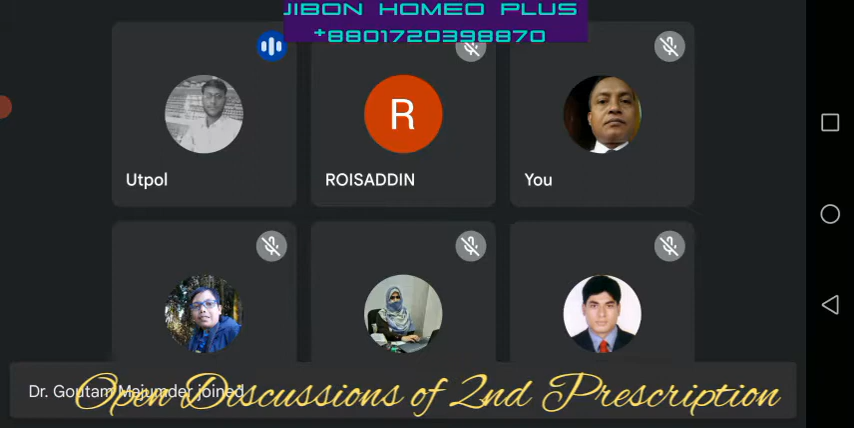 JIBON HOMEO PLUS
+8801720398870
R
Utpol
ROISADDIN
You
Dr. Goutam Majumder joined
Open Discussions of 2nd Prescription